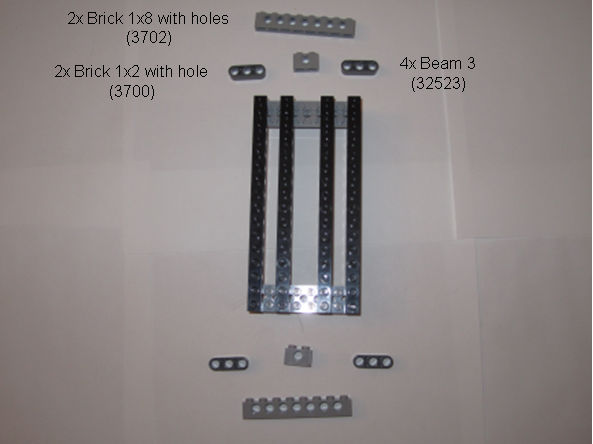 2x Brick 1x8 with holes
(3702)
2x Brick 1x2 with hole
(3700)
4x Beam 3
(32523)